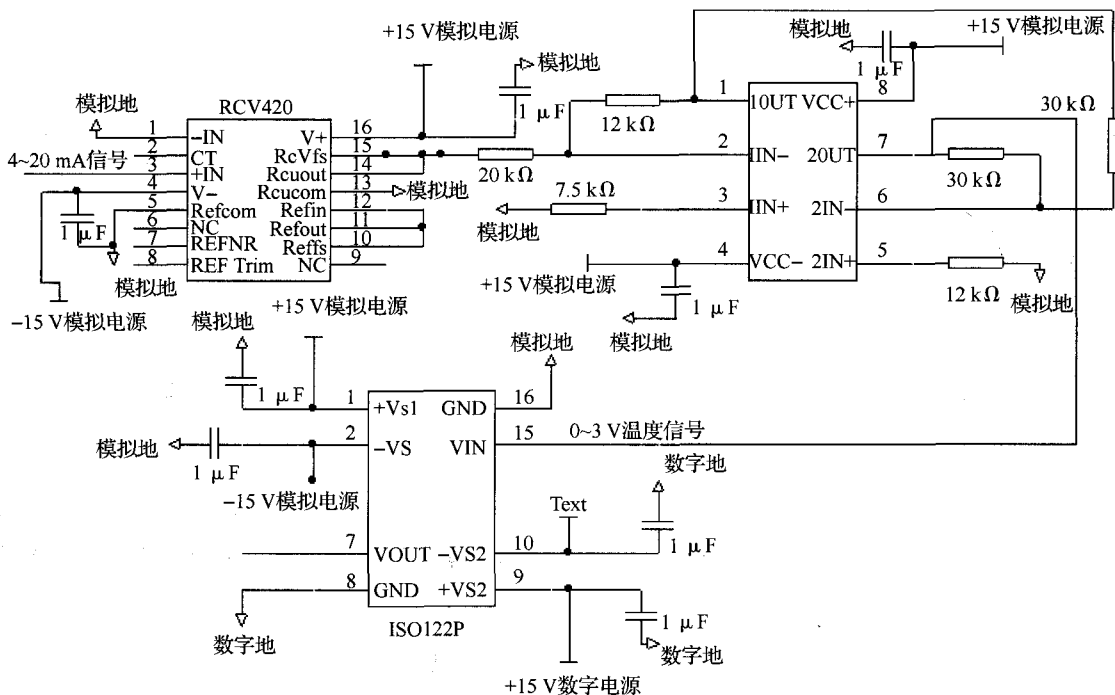 +15 V模拟电源
模拟地
1 μF
模拟地
RCV420
1 –IN
2 CT
3 +IN
4 V–
5 Refcom
6 NC
7 REFNR
8 REF Trim
V+ 16
RcVfs 15
Rcuout 14
Rcucom 13
Refin 12
Refout 11
Reffs 10
NC 9
4~20 mA信号
1 μF
模拟地
–15 V模拟电源
模拟地
20 kΩ
12 kΩ
7.5 kΩ
模拟地
模拟地
1 μF
+15 V模拟电源
1 10UT
2 IIN–
3 IIN+
4 VCC–
VCC+ 8
20UT 7
2IN– 6
2IN+ 5
30 kΩ
30 kΩ
12 kΩ
模拟地
+15 V模拟电源
1 μF
模拟地
+15 V模拟电源
模拟地
1 μF
模拟地
1 μF
–15 V模拟电源
1 +Vs1
2 –VS
7 VOUT
8 GND
GND 16
VIN 15
–VS2 10
+VS2 9
ISO122P
模拟地
0~3 V温度信号
数字地
Text
1 μF
数字地
1 μF
数字地
+15 V数字电源